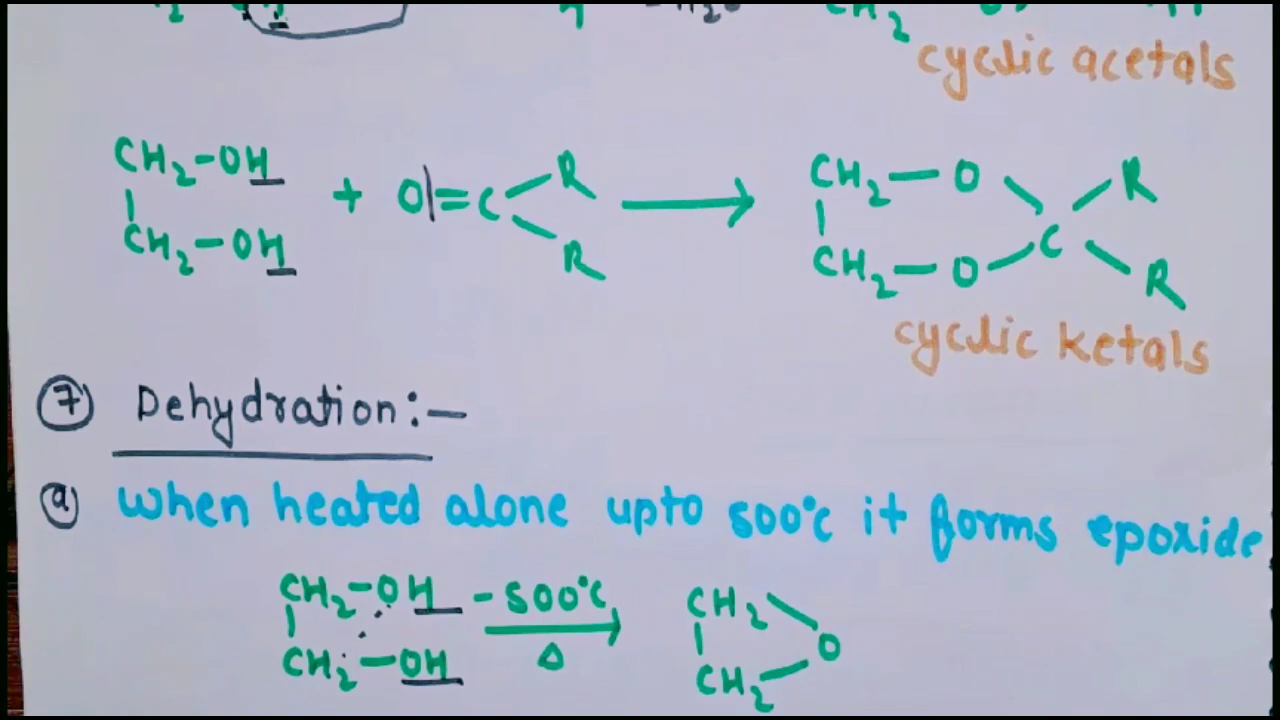 cyclic acetals
CH2-OH + O=C R ⟶ CH2-O C R
CH2-OH R CH2-O R
cyclic ketals
7 Dehydration:-
a when heated alone upto 500°C it forms epoxide
CH2-OH -500°C CH2
Δ O
CH2-OH CH2